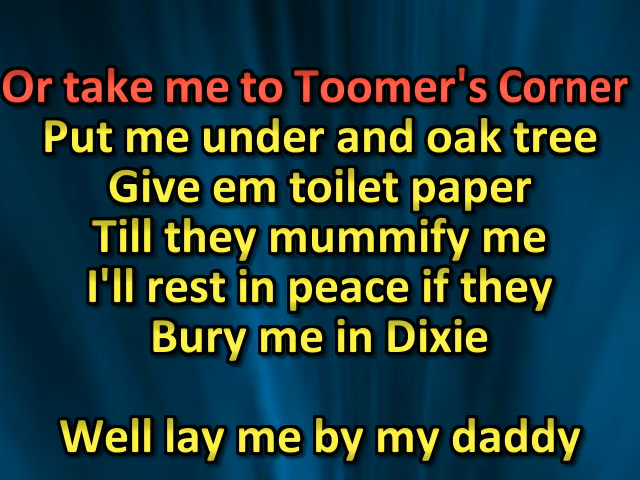 Or take me to Toomer's Corner
Put me under and oak tree
Give em toilet paper
Till they mummify me
I'll rest in peace if they
Bury me in Dixie
Well lay me by my daddy